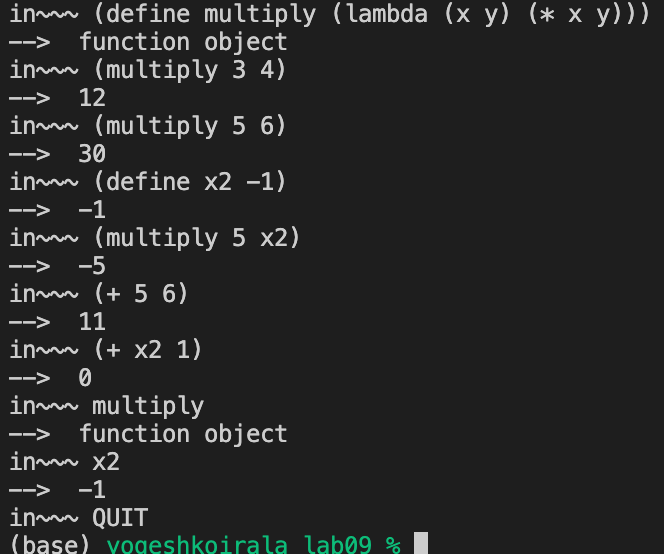 in~~~ (define multiply (lambda (x y) (* x y)))
-->  function object
in~~~ (multiply 3 4)
-->  12
in~~~ (multiply 5 6)
-->  30
in~~~ (define x2 -1)
-->  -1
in~~~ (multiply 5 x2)
-->  -5
in~~~ (+ 5 6)
-->  11
in~~~ (+ x2 1)
-->  0
in~~~ multiply
-->  function object
in~~~ x2
-->  -1
in~~~ QUIT
(base) yogeshkoirala lab09 %